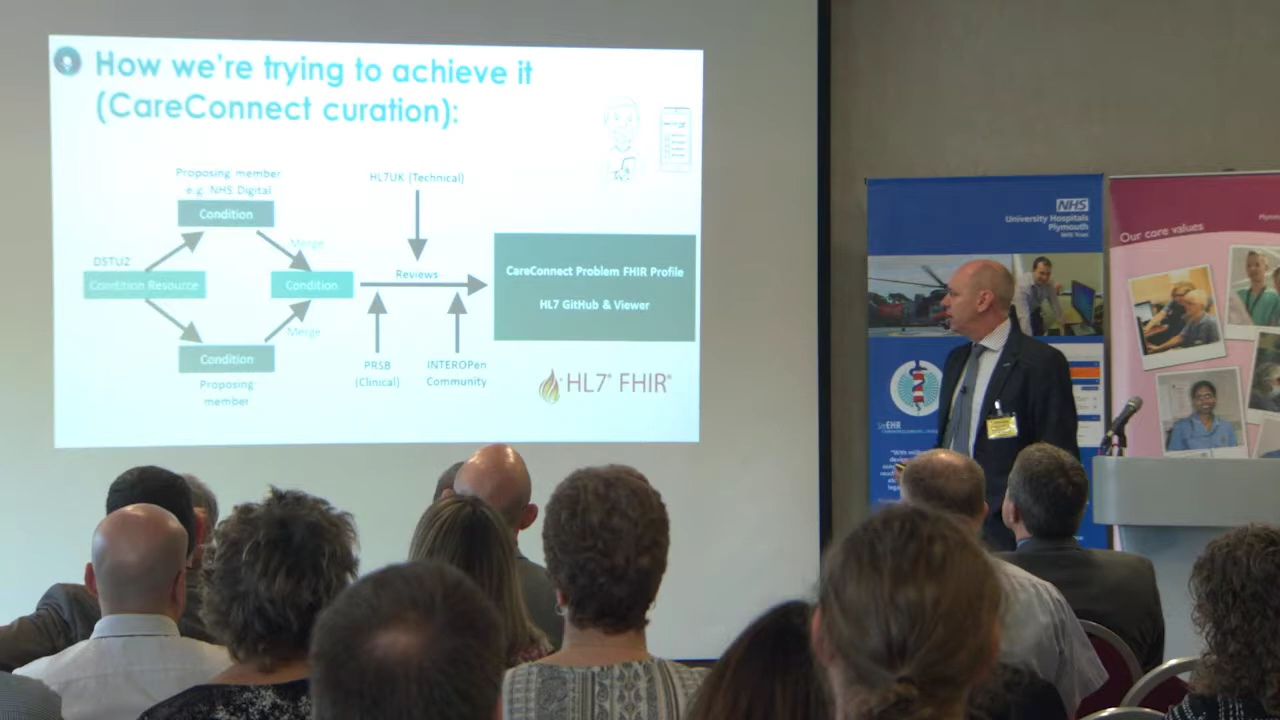 How we're trying to achieve it
(CareConnect curation):
Proposing member
e.g. NHS Digital
Condition
HL7UK (Technical)
Merge
DSTU2
Condition Resource
Condition
Reviews
CareConnect Problem FHIR Profile
HL7 GitHub & Viewer
Merge
Condition
Proposing
member
PRSB
(Clinical)
INTEROPen
Community
HL7® FHIR®
NHS
University Hospitals
Plymouth
NHS Trust
Our core values